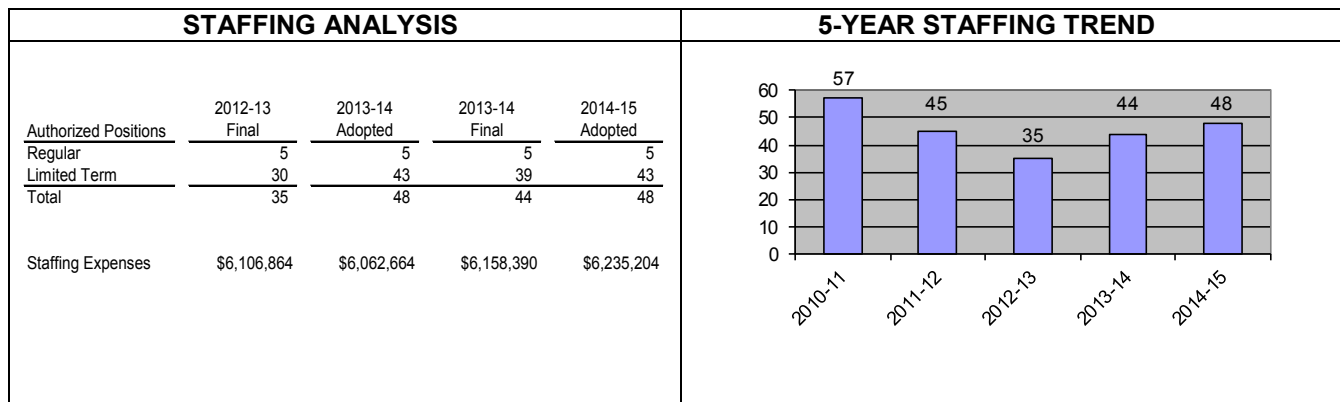 STAFFING ANALYSIS
2012-13 2013-14 2013-14 2014-15
Authorized Positions Final Adopted Final Adopted
Regular 5 5 5 5
Limited Term 30 43 39 43
Total 35 48 44 48
Staffing Expenses $6,106,864 $6,062,664 $6,158,390 $6,235,204
5-YEAR STAFFING TREND
57
45
35
44
48
60
50
40
30
20
10
0
2010-11
2011-12
2012-13
2013-14
2014-15